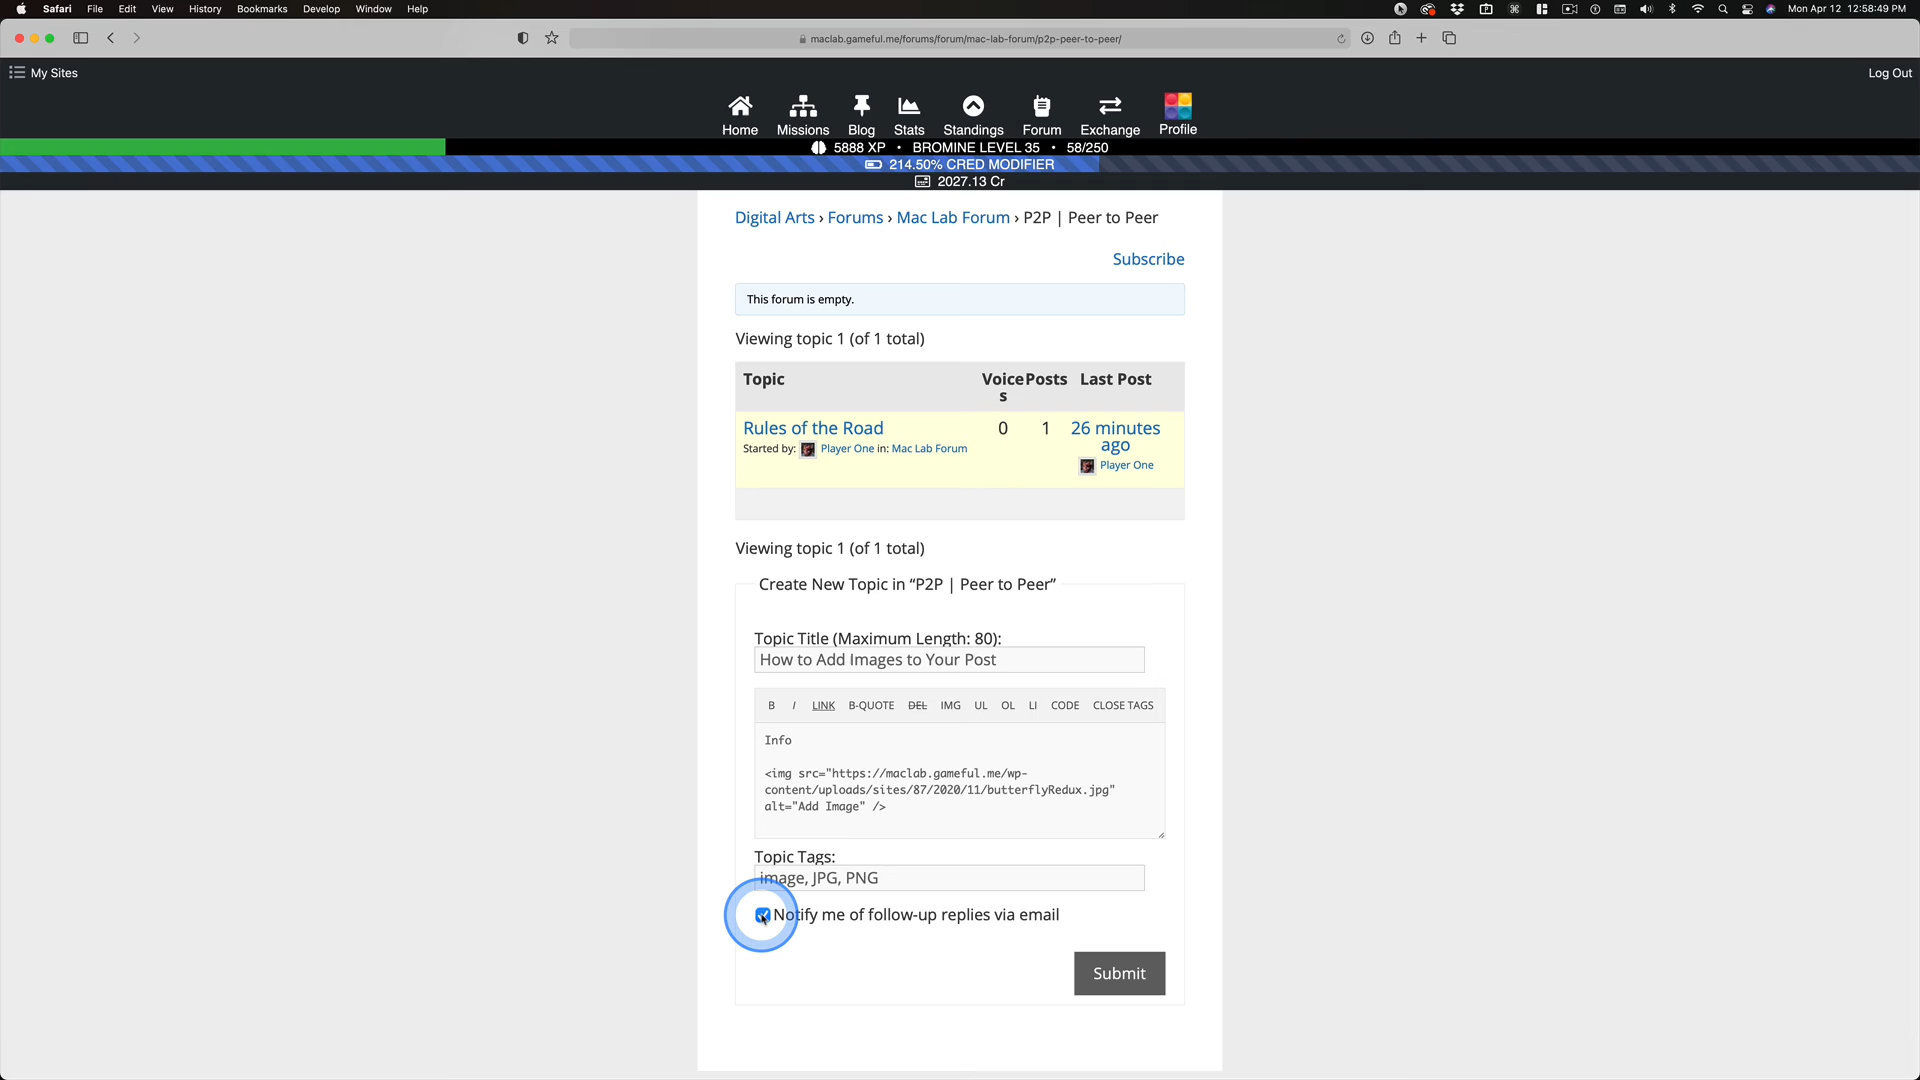 Safari File Edit View History Bookmarks Develop Window Help
Mon Apr 12 12:58:49 PM
maclab.gameful.me/forums/forum/mac-lab-forum/p2p-peer-to-peer/
My Sites
Log Out
Home Missions Blog Stats Standings Forum Exchange Profile
5888 XP • BROMINE LEVEL 35 • 58/250
214.50% CRED MODIFIER
2027.13 Cr
Digital Arts › Forums › Mac Lab Forum › P2P | Peer to Peer
Subscribe
This forum is empty.
Viewing topic 1 (of 1 total)
Topic Voices Posts Last Post
Rules of the Road 0 1 26 minutes ago
Started by: Player One in: Mac Lab Forum
Player One
Viewing topic 1 (of 1 total)
Create New Topic in “P2P | Peer to Peer”
Topic Title (Maximum Length: 80):
How to Add Images to Your Post
B I LINK B-QUOTE DEL IMG UL OL LI CODE CLOSE TAGS
Info
<img src="https://maclab.gameful.me/wp-
content/uploads/sites/87/2020/11/butterflyRedux.jpg"
alt="Add Image" />
Topic Tags:
image, JPG, PNG
Notify me of follow-up replies via email
Submit